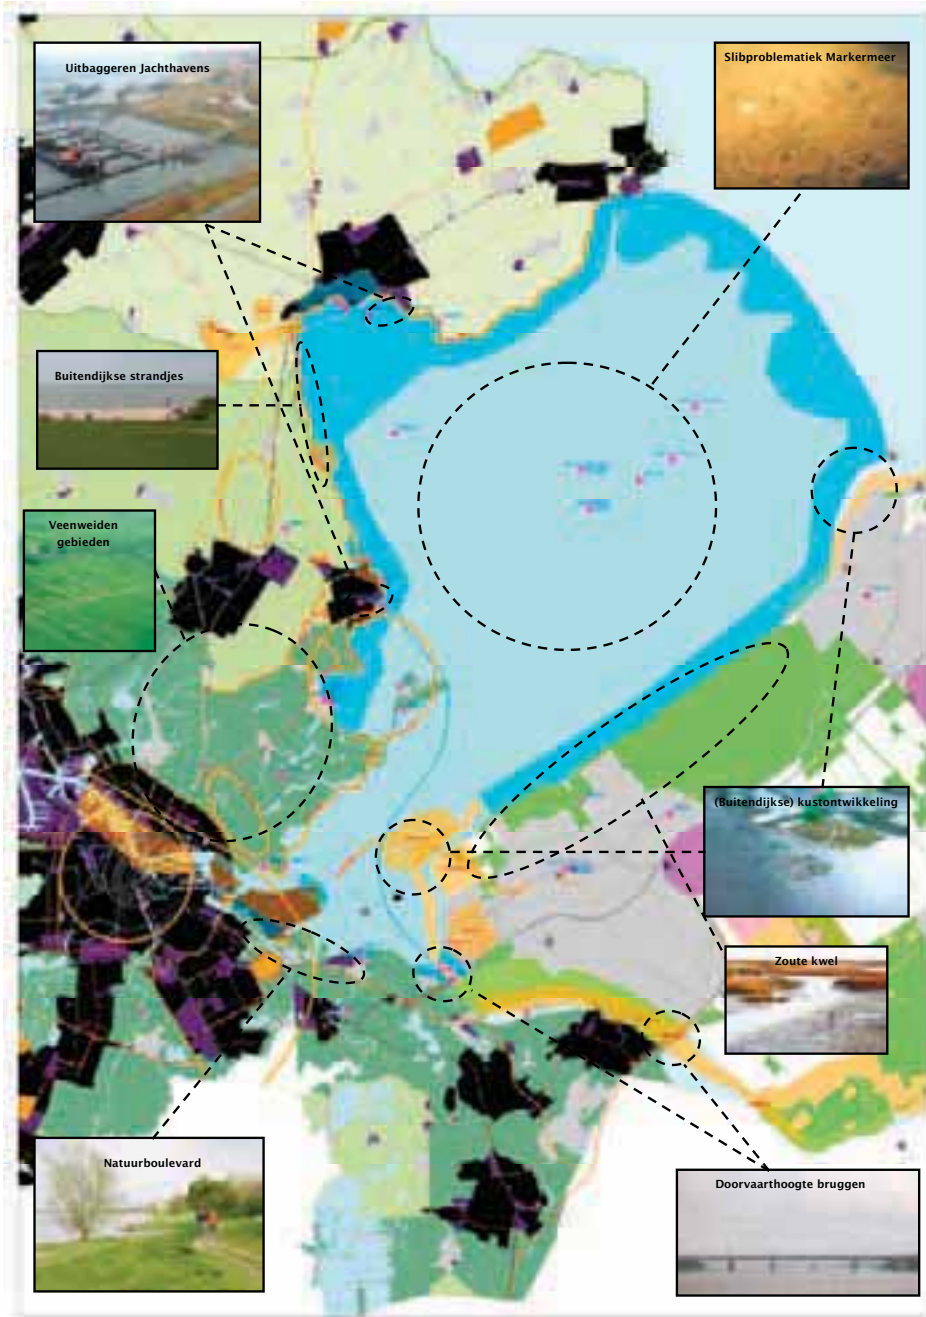 Uitbaggeren Jachthavens
Slibproblematiek Markermeer
Buitendijkse strandjes
Veenweiden
gebieden
(Buitendijkse) kustontwikkeling
Zoute kwel
Natuurboulevard
Doorvaarthoogte bruggen